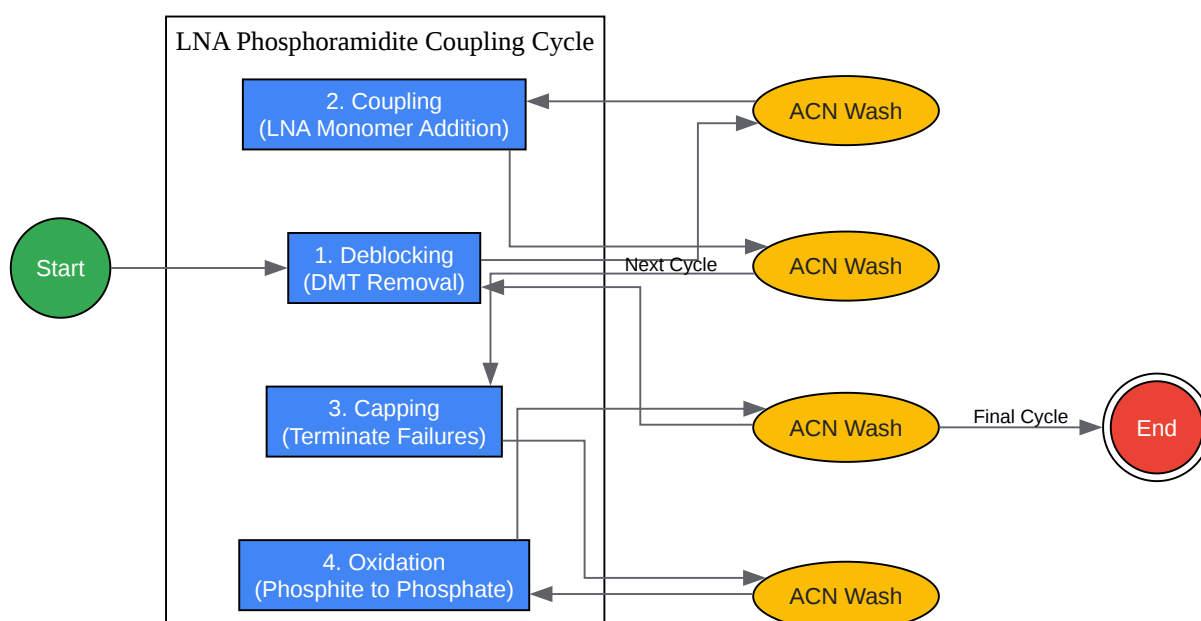 LNA Phosphoramidite Coupling Cycle
2. Coupling
(LNA Monomer Addition)
ACN Wash
Start
1. Deblocking
(DMT Removal)
Next Cycle
ACN Wash
3. Capping
(Terminate Failures)
ACN Wash
Final Cycle
End
4. Oxidation
(Phosphite to Phosphate)
ACN Wash